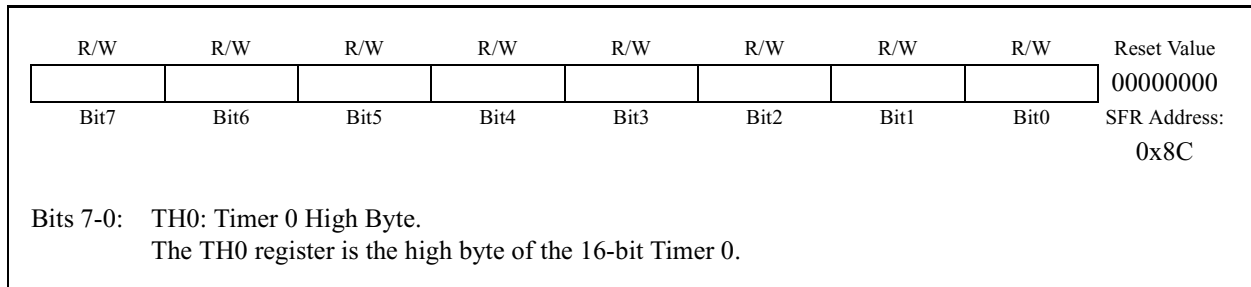 R/W R/W R/W R/W R/W R/W R/W R/W Reset Value
00000000
Bit7 Bit6 Bit5 Bit4 Bit3 Bit2 Bit1 Bit0 SFR Address:
0x8C
Bits 7-0: TH0: Timer 0 High Byte.
The TH0 register is the high byte of the 16-bit Timer 0.